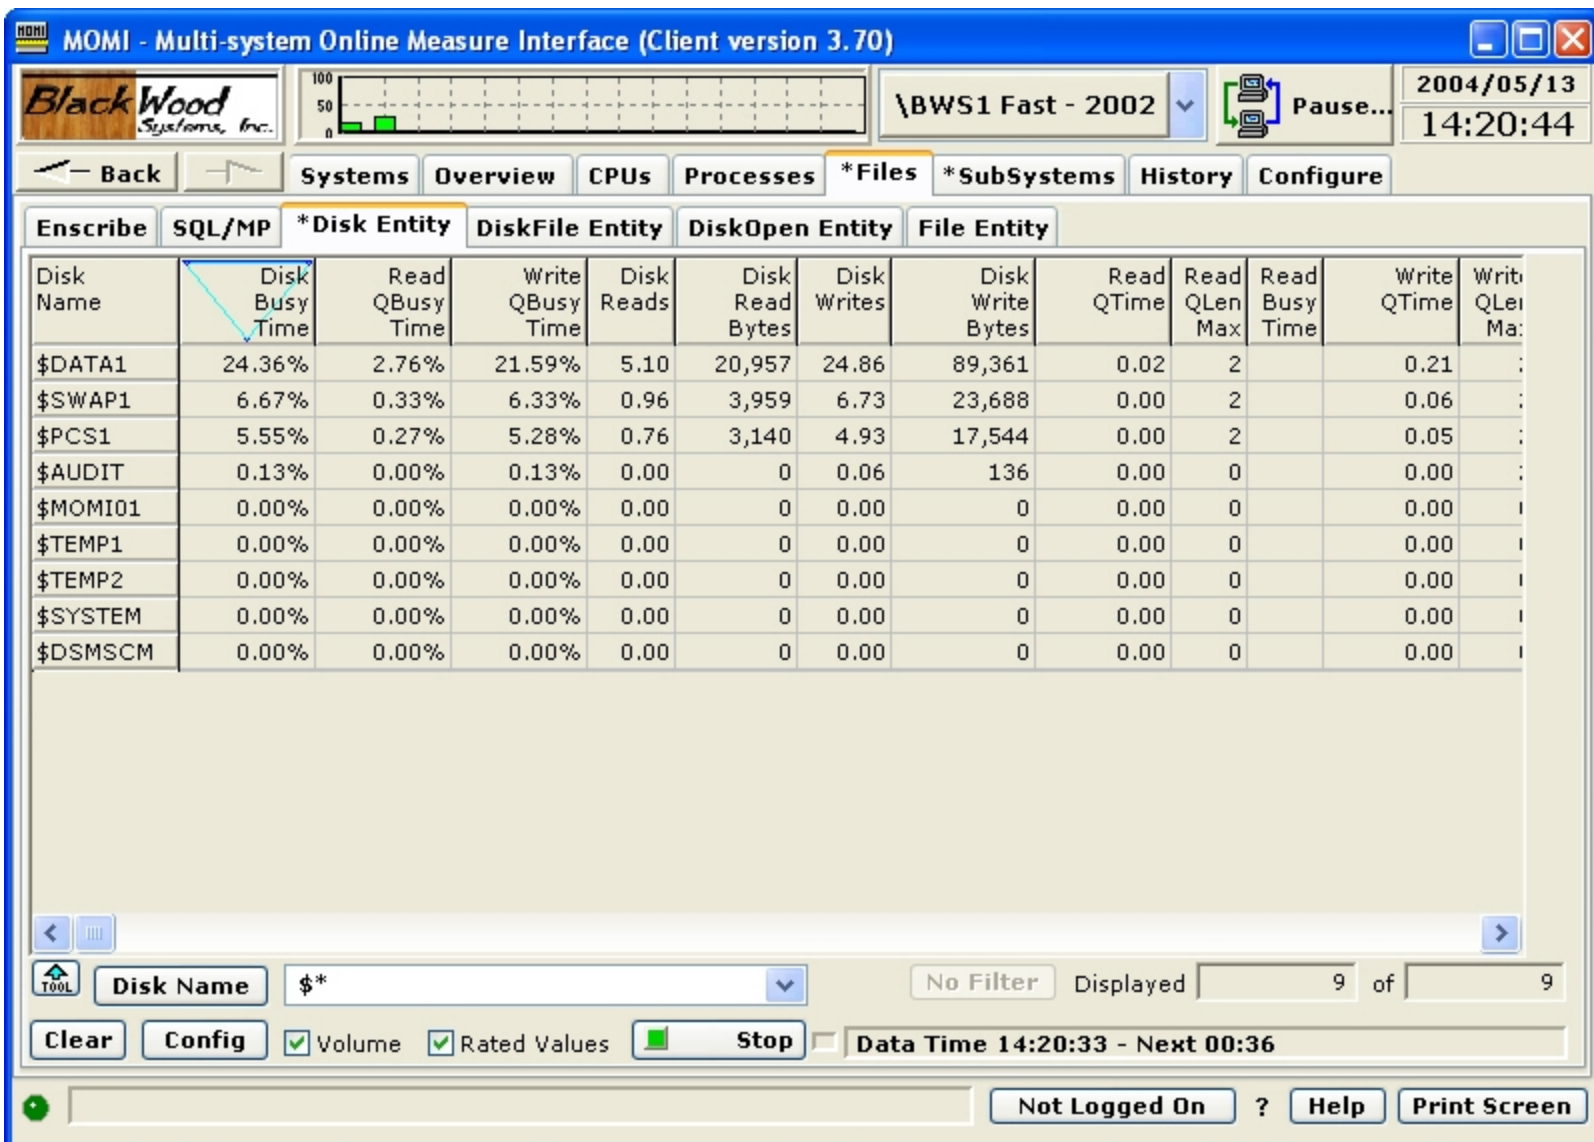 MOMI
MOMI - Multi-system Online Measure Interface (Client version 3.70)
BlackWood
Systems, Inc.
100
50
0
\BWS1 Fast - 2002
Pause...
2004/05/13
14:20:44
Back
Systems Overview CPUs Processes *Files *SubSystems History Configure
Enscribe SQL/MP *Disk Entity DiskFile Entity DiskOpen Entity File Entity
Disk Disk Read Write Disk Disk Disk Disk Read Read Read Write
Name Busy QBusy QBusy Reads Read Writes Write QTime QLen Busy QTime
Time Time Time Bytes Bytes Max Time
$DATA1 24.36% 2.76% 21.59% 5.10 20,957 24.86 89,361 0.02 2 0.21
$SWAP1 6.67% 0.33% 6.33% 0.96 3,959 6.73 23,688 0.00 2 0.06
$PCS1 5.55% 0.27% 5.28% 0.76 3,140 4.93 17,544 0.00 2 0.05
$AUDIT 0.13% 0.00% 0.13% 0.00 0 0.06 136 0.00 0 0.00
$MOMI01 0.00% 0.00% 0.00% 0.00 0 0.00 0 0.00 0 0.00
$TEMP1 0.00% 0.00% 0.00% 0.00 0 0.00 0 0.00 0 0.00
$TEMP2 0.00% 0.00% 0.00% 0.00 0 0.00 0 0.00 0 0.00
$SYSTEM 0.00% 0.00% 0.00% 0.00 0 0.00 0 0.00 0 0.00
$DSMSCM 0.00% 0.00% 0.00% 0.00 0 0.00 0 0.00 0 0.00
TOOL
Disk Name $* No Filter Displayed 9 of 9
Clear Config Volume Rated Values Stop Data Time 14:20:33 - Next 00:36
Not Logged On ? Help Print Screen